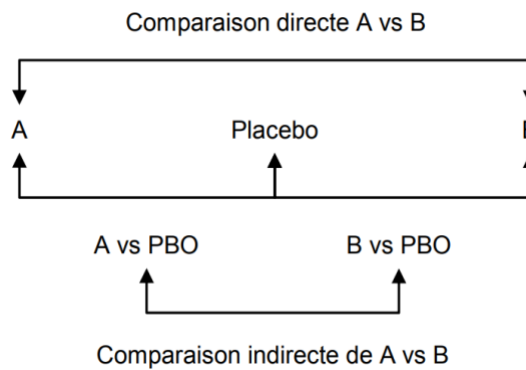 Comparaison directe A vs B
A Placebo
A vs PBO B vs PBO
Comparaison indirecte de A vs B